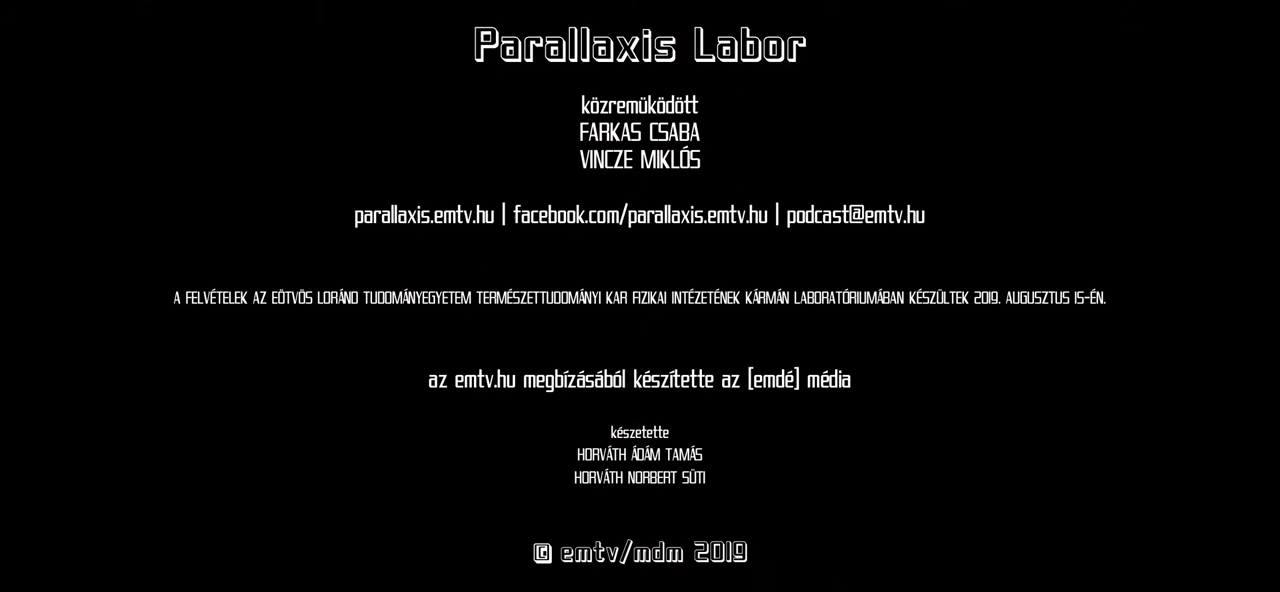 Parallaxis Labor
közreműködött
FARKAS CSABA
VINCZE MIKLÓS
parallaxis.emtv.hu | facebook.com/parallaxis.emtv.hu | podcast@emtv.hu
A FELVÉTELEK AZ EÖTVÖS LORÁND TUDOMÁNYEGYETEM TERMÉSZETTUDOMÁNYI KAR FIZIKAI INTÉZETÉNEK KÁRMÁN LABORATÓRIUMÁBAN KÉSZÜLTEK 2019. AUGUSZTUS 15-ÉN.
az emtv.hu megbízásából készítette az [emdé] média
készetette
HORVÁTH ÁDÁM TAMÁS
HORVÁTH NORBERT SÜTI
© emtv/mdm 2019